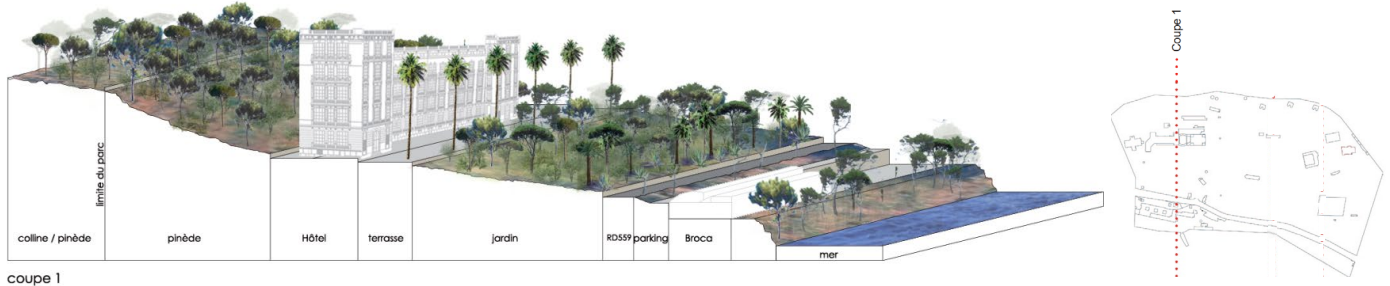 Coupe 1
limite du parc
colline / pinède
pinède
Hôtel
terrasse
jardin
RD559
parking
Broca
mer
coupe 1